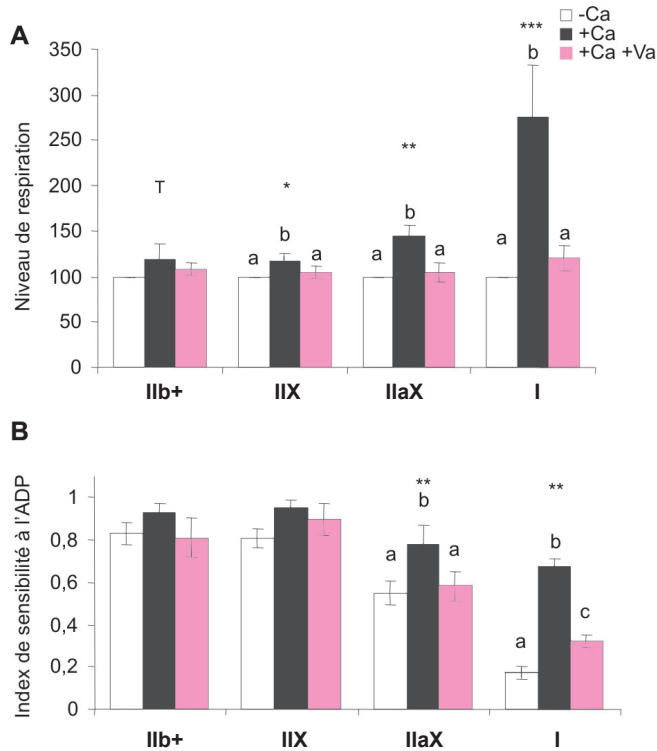 -Ca
+Ca
+Ca +Va
A
Niveau de respiration
350
300
250
200
150
100
50
0
T
*
a b a
**
a b a
***
a b a
IIb+ IIX IIaX I
B
Index de sensibilité à l'ADP
1
0,8
0,6
0,4
0,2
0
**
a b a
**
a b c
IIb+ IIX IIaX I